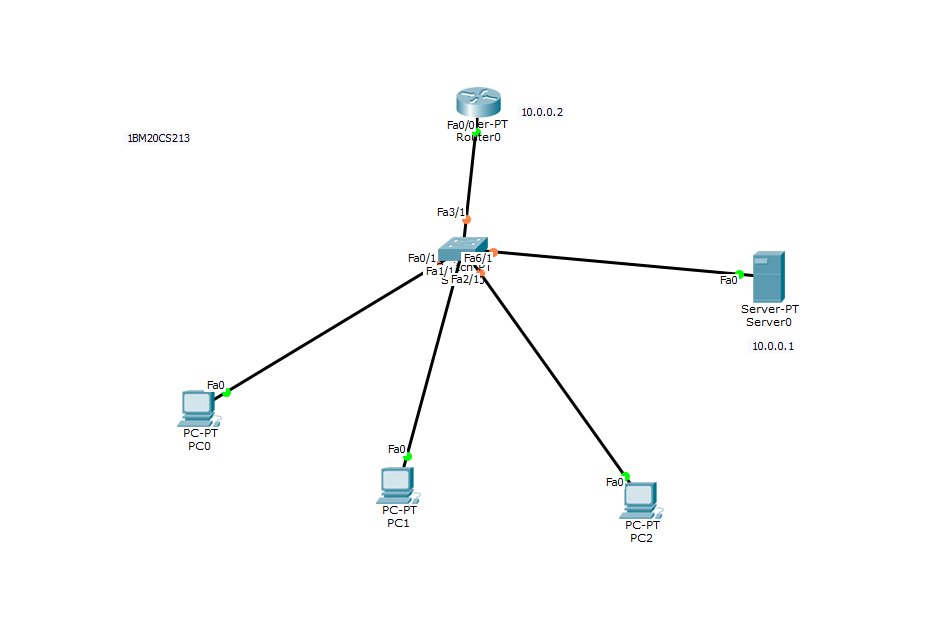 10.0.0.2
Fa0/0
er-PT
Router0
1BM20CS213
Fa3/1
Fa0/1
Fa6/1
Fa1/1
Fa2/1
Fa0
Server-PT
Server0
10.0.0.1
Fa0
PC-PT
PC0
Fa0
PC-PT
PC1
Fa0
PC-PT
PC2